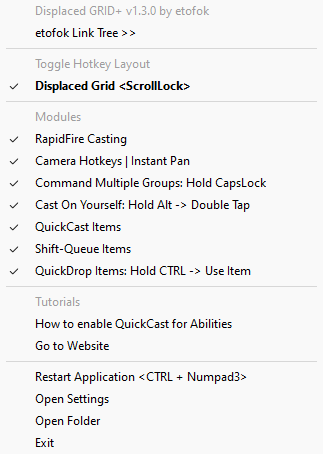 Displaced GRID+ v1.3.0 by etofok
etofok Link Tree >>
Toggle Hotkey Layout
Displaced Grid <ScrollLock>
Modules
RapidFire Casting
Camera Hotkeys | Instant Pan
Command Multiple Groups: Hold CapsLock
Cast On Yourself: Hold Alt -> Double Tap
QuickCast Items
Shift-Queue Items
QuickDrop Items: Hold CTRL -> Use Item
Tutorials
How to enable QuickCast for Abilities
Go to Website
Restart Application <CTRL + Numpad3>
Open Settings
Open Folder
Exit